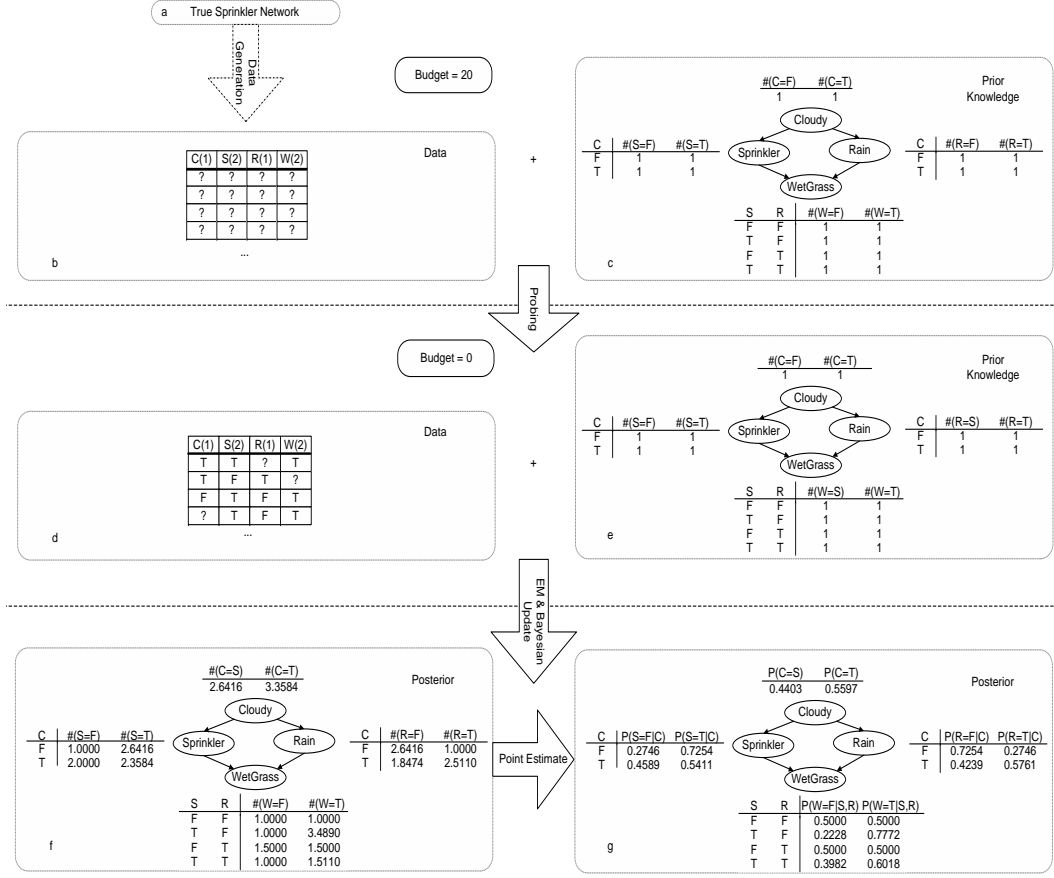 a True Sprinkler Network
Data Generation
Budget = 20
Data
C(1) S(2) R(1) W(2)
? ? ? ?
? ? ? ?
? ? ? ?
? ? ? ?
...
b
+
Prior Knowledge
#(C=F) #(C=T)
1 1
Cloudy
Sprinkler
Rain
WetGrass
C #(S=F) #(S=T)
F 1 1
T 1 1
C #(R=F) #(R=T)
F 1 1
T 1 1
S R #(W=F) #(W=T)
F F 1 1
T F 1 1
F T 1 1
T T 1 1
c
Probing
Budget = 0
Data
C(1) S(2) R(1) W(2)
T T ? T
T F T ?
F T F T
? T F T
...
d
+
Prior Knowledge
#(C=F) #(C=T)
1 1
Cloudy
Sprinkler
Rain
WetGrass
C #(S=F) #(S=T)
F 1 1
T 1 1
C #(R=S) #(R=T)
F 1 1
T 1 1
S R #(W=S) #(W=T)
F F 1 1
T F 1 1
F T 1 1
T T 1 1
e
EM & Bayesian Update
Posterior
#(C=S) #(C=T)
2.6416 3.3584
Cloudy
Sprinkler
Rain
WetGrass
C #(S=F) #(S=T)
F 1.0000 2.6416
T 2.0000 2.3584
C #(R=F) #(R=T)
F 2.6416 1.0000
T 1.8474 2.5110
S R #(W=F) #(W=T)
F F 1.0000 1.0000
T F 1.0000 3.4890
F T 1.5000 1.5000
T T 1.0000 1.5110
f
Point Estimate
Posterior
P(C=S) P(C=T)
0.4403 0.5597
Cloudy
Sprinkler
Rain
WetGrass
C P(S=F|C) P(S=T|C)
F 0.2746 0.7254
T 0.4589 0.5411
C P(R=F|C) P(R=T|C)
F 0.7254 0.2746
T 0.4239 0.5761
S R P(W=F|S,R) P(W=T|S,R)
F F 0.5000 0.5000
T F 0.2228 0.7772
F T 0.5000 0.5000
T T 0.3982 0.6018
g